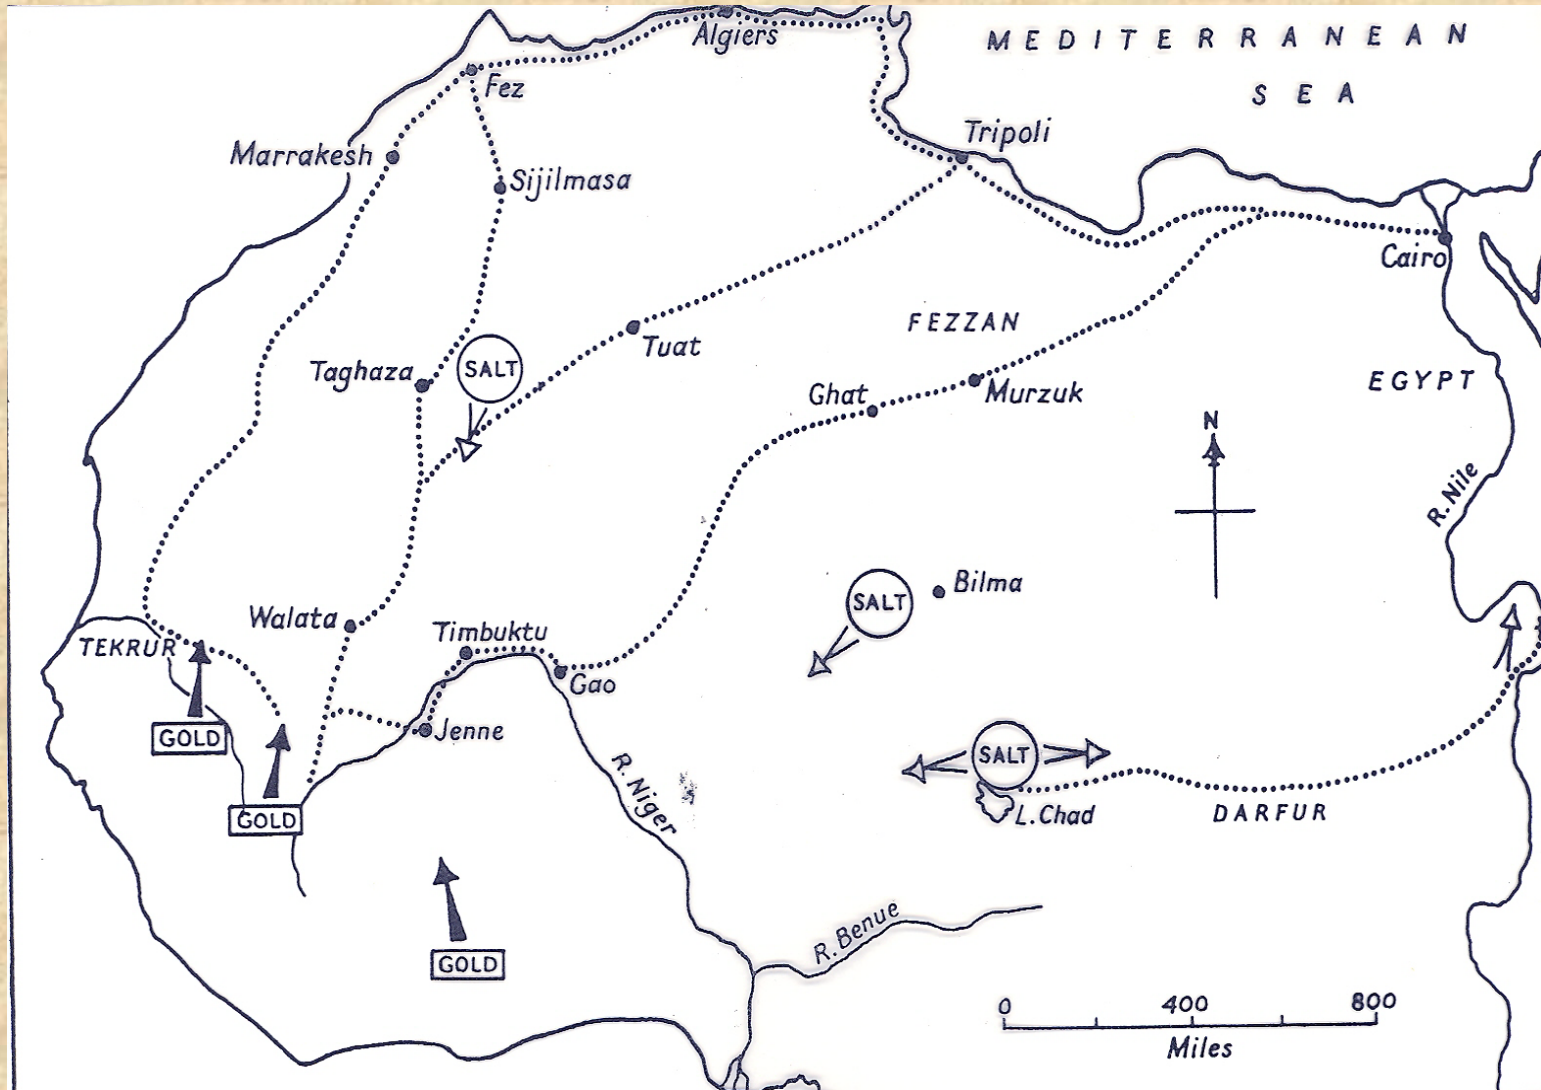 Algiers
MEDITERRANEAN
SEA
Fez
Tripoli
Marrakesh
Sijilmasa
Cairo
FEZZAN
Tuat
Taghaza
SALT
Ghat
Murzuk
EGYPT
N
R. Nile
SALT
Bilma
Walata
Timbuktu
TEKRUR
Gao
GOLD
Jenne
SALT
R. Niger
L. Chad
DARFUR
GOLD
R. Benue
GOLD
0 400 800
Miles